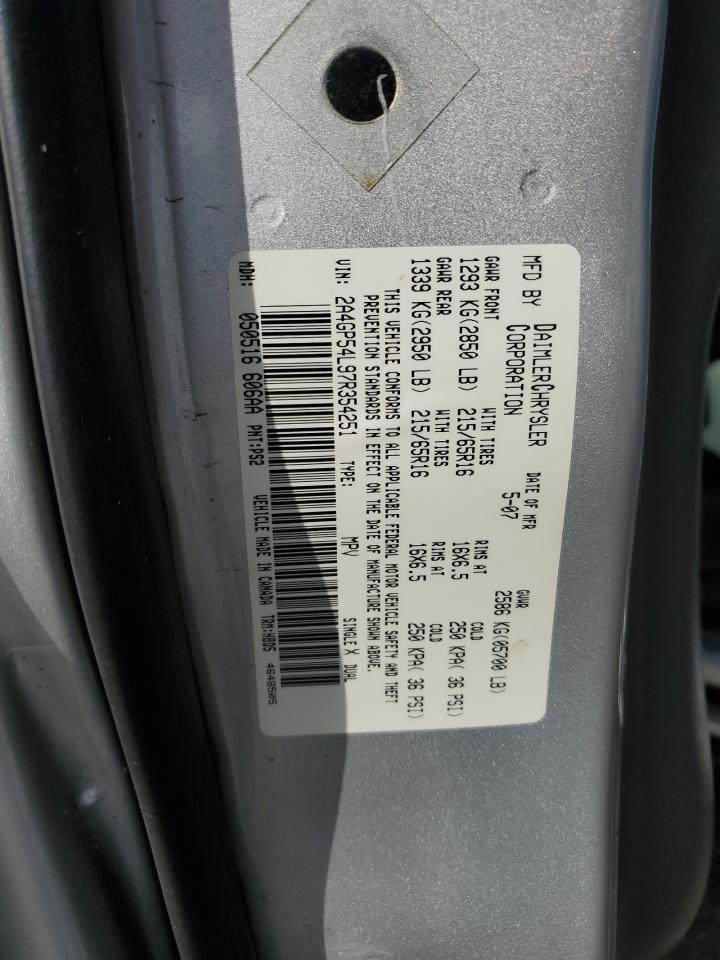 MFD BY DAIMLERCHRYSLER CORPORATION DATE OF MFR 5-07 GVWR 2586 KG(05700 LB)
GAWR FRONT WITH TIRES RIMS AT COLD
1293 KG(2850 LB) 215/65R16 16X6.5 250 KPA( 36 PSI)
GAWR REAR WITH TIRES RIMS AT COLD
1339 KG(2950 LB) 215/65R16 16X6.5 250 KPA( 36 PSI)
THIS VEHICLE CONFORMS TO ALL APPLICABLE FEDERAL MOTOR VEHICLE SAFETY AND THEFT
PREVENTION STANDARDS IN EFFECT ON THE DATE OF MANUFACTURE SHOWN ABOVE.
VIN: 2A4GP54L97R354251 TYPE: MPV SINGLE X DUAL
MDH: 050516 606AA PNT:PS2 VEHICLE MADE IN CANADA TRM:H8D5 4648505